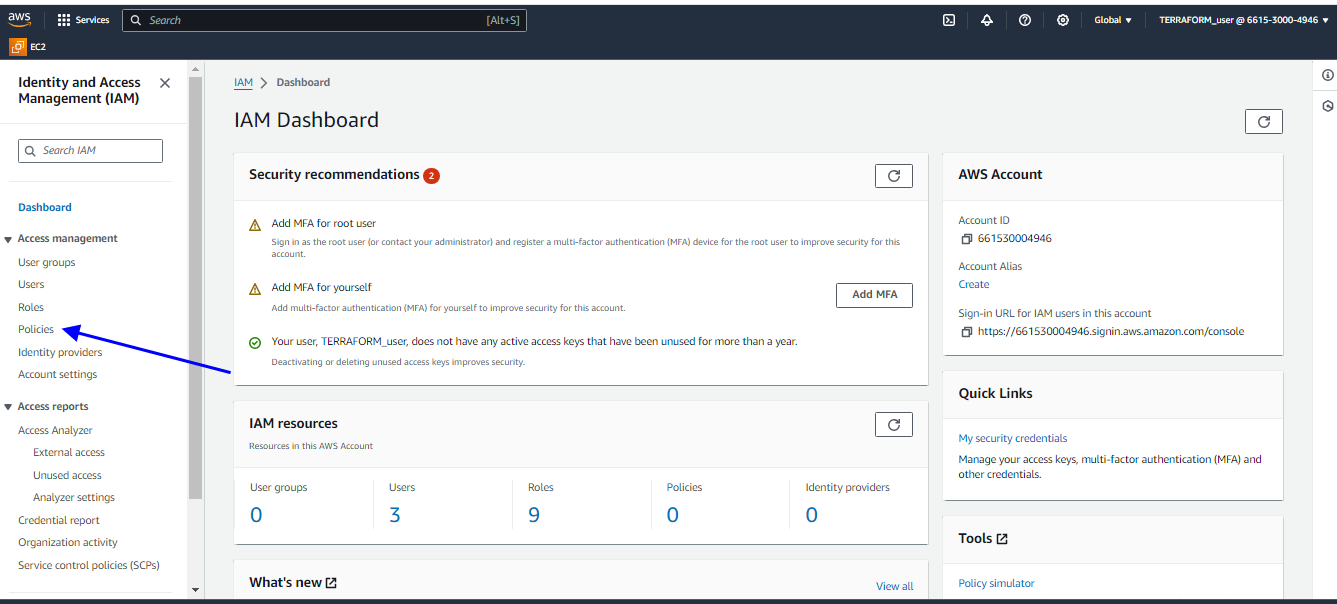 aws
Services
Search
[Alt+S]
Global ▼
TERRAFORM_user @ 6615-3000-4946 ▼
EC2
Identity and Access
Management (IAM)
Search IAM
Dashboard
Access management
User groups
Users
Roles
Policies
Identity providers
Account settings
Access reports
Access Analyzer
External access
Unused access
Analyzer settings
Credential report
Organization activity
Service control policies (SCPs)
IAM > Dashboard
IAM Dashboard
Security recommendations 2
Add MFA for root user
Sign in as the root user (or contact your administrator) and register a multi-factor authentication (MFA) device for the root user to improve security for this
account.
Add MFA for yourself
Add multi-factor authentication (MFA) for yourself to improve security for this account.
Add MFA
Your user, TERRAFORM_user, does not have any active access keys that have been unused for more than a year.
Deactivating or deleting unused access keys improves security.
IAM resources
Resources in this AWS Account
User groups
0
Users
3
Roles
9
Policies
0
Identity providers
0
What's new
View all
AWS Account
Account ID
661530004946
Account Alias
Create
Sign-in URL for IAM users in this account
https://661530004946.signin.aws.amazon.com/console
Quick Links
My security credentials
Manage your access keys, multi-factor authentication (MFA) and
other credentials.
Tools
Policy simulator